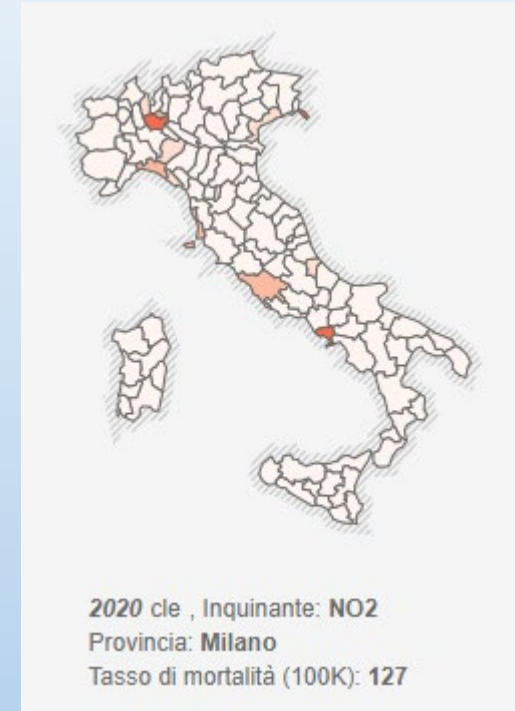 2020 cle , Inquinante: NO2
Provincia: Milano
Tasso di mortalità (100K): 127